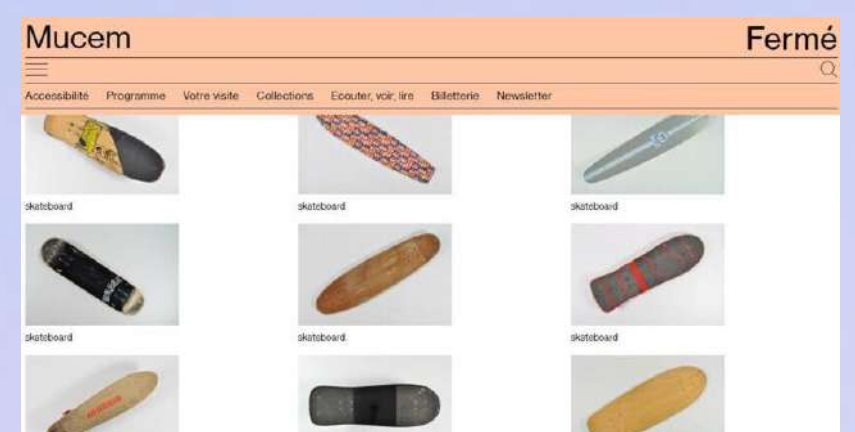 Mucem
Fermé
Accessibilité Programme Votre visite Collections Ecouter, voir, lire Billetterie Newsletter
skateboard
skateboard
skateboard
skateboard
skateboard
skateboard